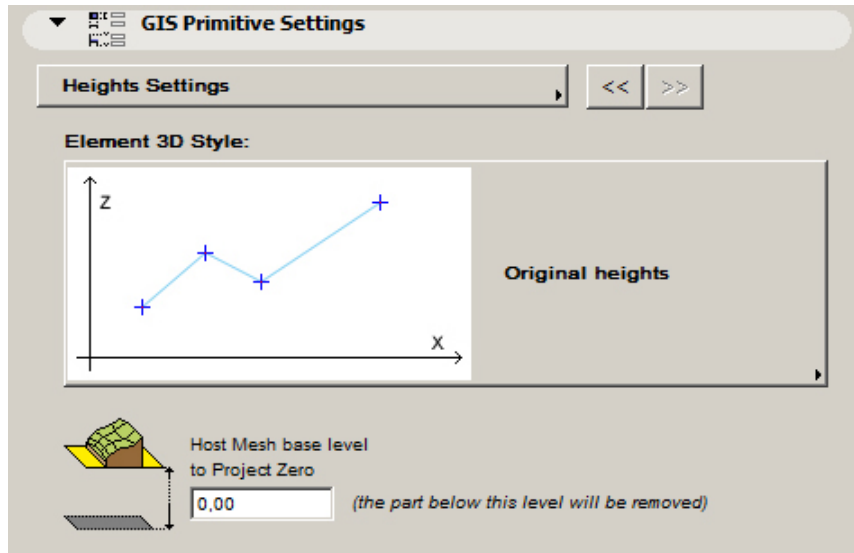 GIS Primitive Settings
Heights Settings
<< >>
Element 3D Style:
Z
X
Original heights
Host Mesh base level
to Project Zero
0,00 (the part below this level will be removed)